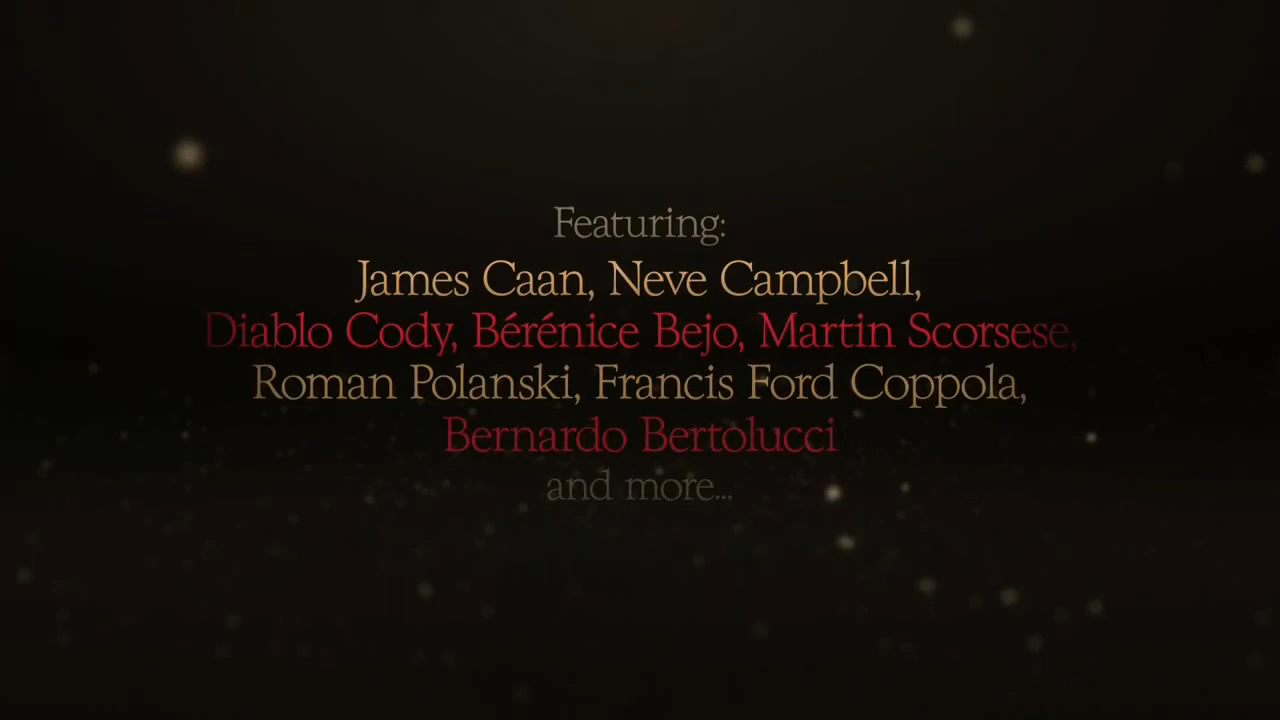 Featuring:
James Caan, Neve Campbell,
Diablo Cody, Bérénice Bejo, Martin Scorsese,
Roman Polanski, Francis Ford Coppola,
Bernardo Bertolucci
and more...